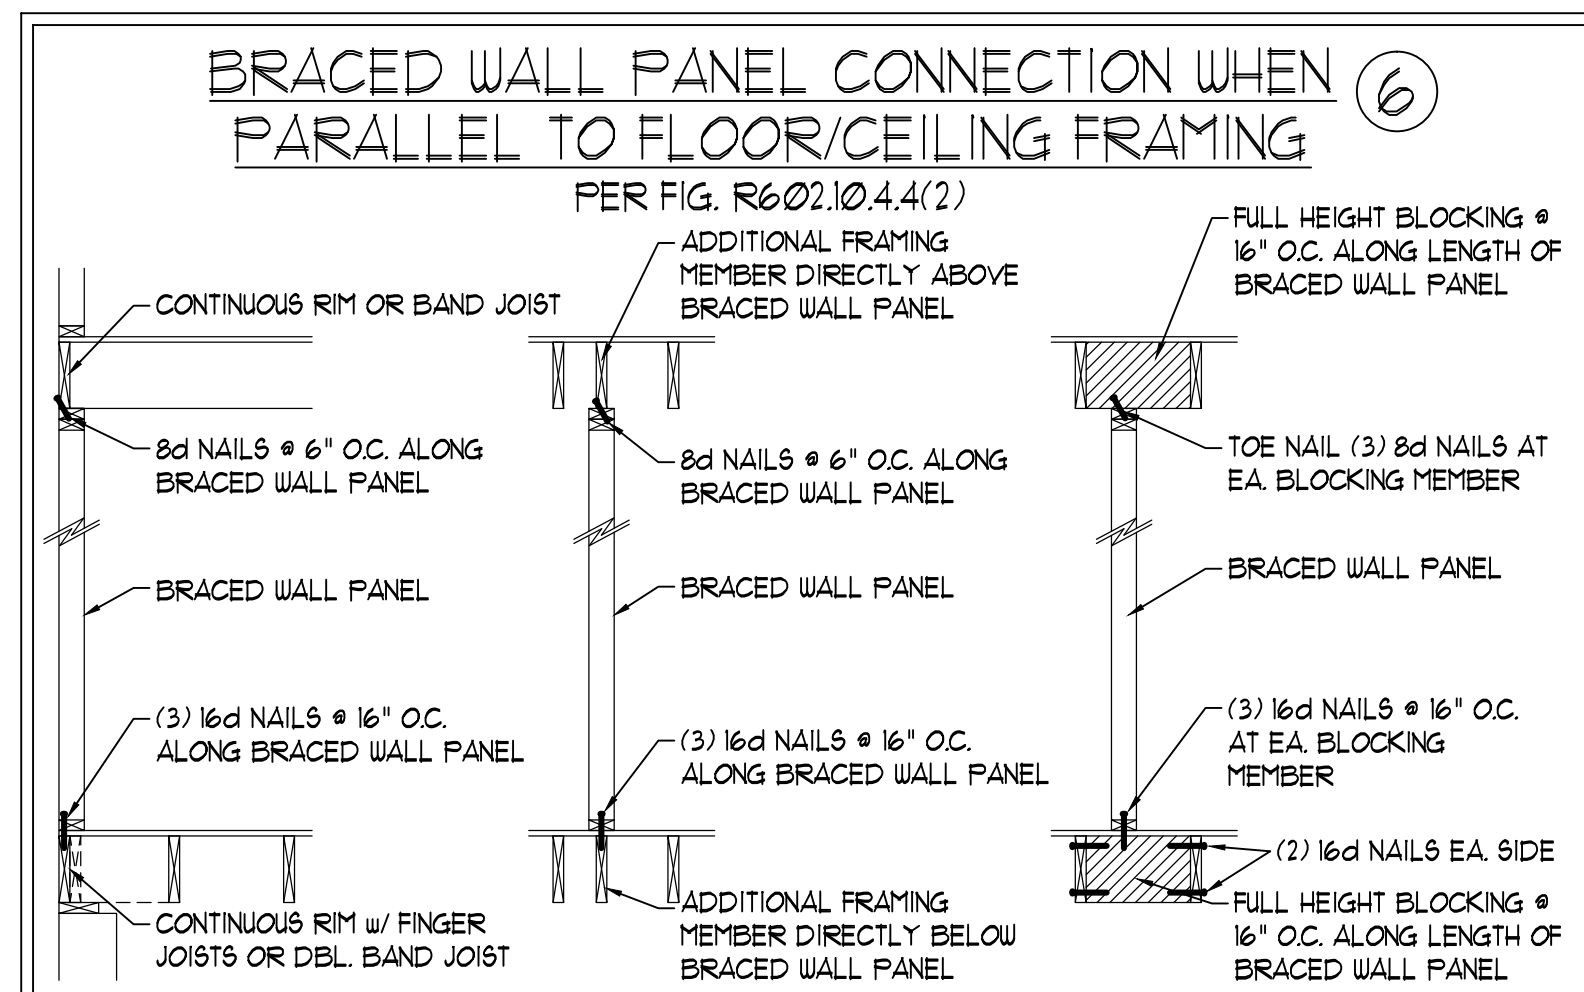 BRACED WALL PANEL CONNECTION WHEN
PARALLEL TO FLOOR/CEILING FRAMING
6
PER FIG. R602.10.4.4(2)
CONTINUOUS RIM OR BAND JOIST
8d NAILS @ 6" O.C. ALONG
BRACED WALL PANEL
BRACED WALL PANEL
(3) 16d NAILS @ 16" O.C.
ALONG BRACED WALL PANEL
CONTINUOUS RIM w/ FINGER
JOISTS OR DBL. BAND JOIST
ADDITIONAL FRAMING
MEMBER DIRECTLY ABOVE
BRACED WALL PANEL
8d NAILS @ 6" O.C. ALONG
BRACED WALL PANEL
BRACED WALL PANEL
(3) 16d NAILS @ 16" O.C.
ALONG BRACED WALL PANEL
ADDITIONAL FRAMING
MEMBER DIRECTLY BELOW
BRACED WALL PANEL
FULL HEIGHT BLOCKING @
16" O.C. ALONG LENGTH OF
BRACED WALL PANEL
TOE NAIL (3) 8d NAILS AT
EA. BLOCKING MEMBER
BRACED WALL PANEL
(3) 16d NAILS @ 16" O.C.
AT EA. BLOCKING
MEMBER
(2) 16d NAILS EA. SIDE
FULL HEIGHT BLOCKING @
16" O.C. ALONG LENGTH OF
BRACED WALL PANEL